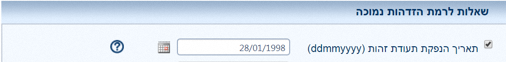 שאלות לרמת הזדהות נמוכה
תאריך הנפקת תעודת זהות (ddmmyyyy) 28/01/1998